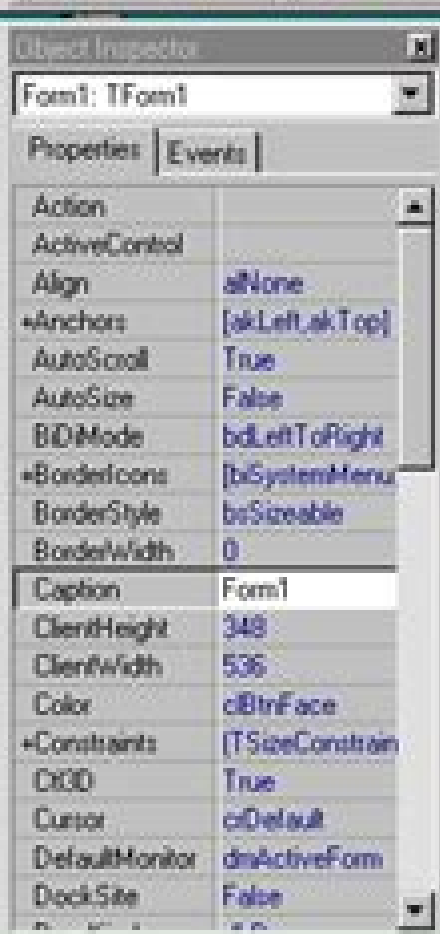 Object Inspector
Form1: TForm1
Properties Events
Action
ActiveControl
Align alNone
+Anchors [akLeft,akTop]
AutoScroll True
AutoSize False
BiDiMode bdLeftToRight
+BorderIcons [biSystemMenu
BorderStyle bsSizeable
BorderWidth 0
Caption Form1
ClientHeight 348
ClientWidth 536
Color clBtnFace
+Constraints (TSizeConstrain
Ctl3D True
Cursor crDefault
DefaultMonitor dmActiveForm
DockSite False